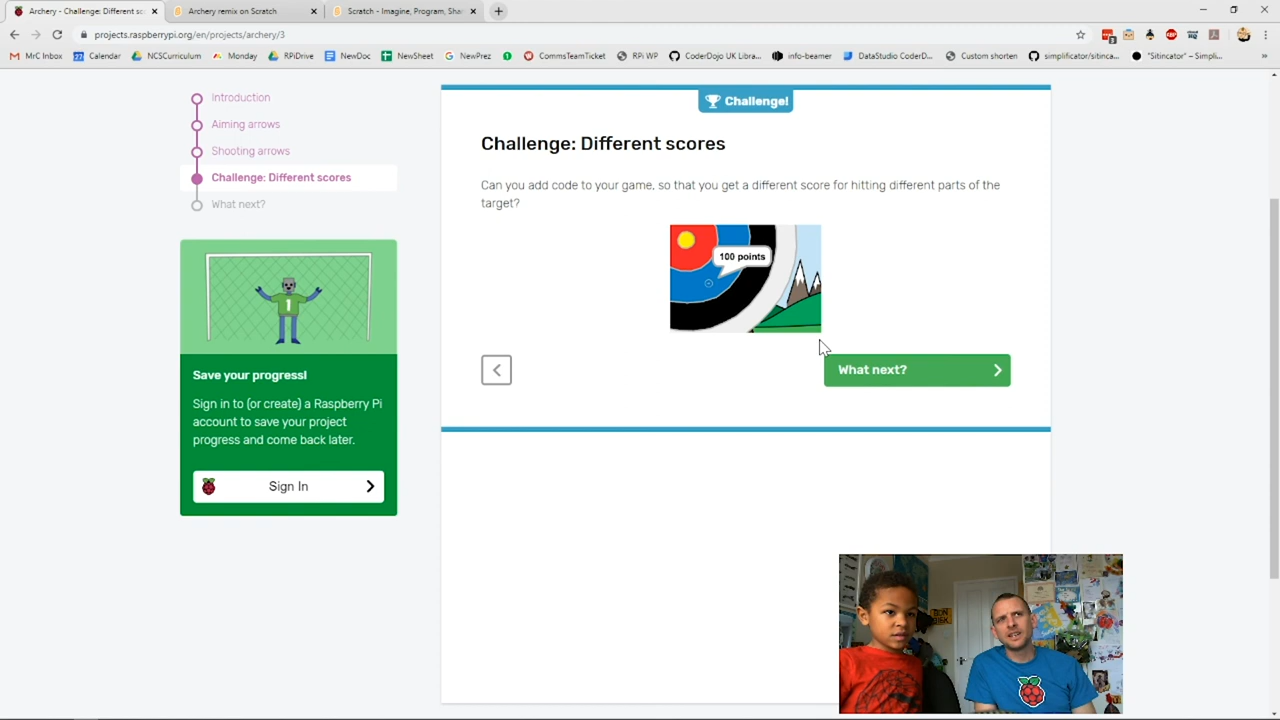 Archery - Challenge: Different sc
Archery remix on Scratch
Scratch - Imagine, Program, Sha
projects.raspberrypi.org/en/projects/archery/3
MrC Inbox
Calendar
NCSCurriculum
Monday
RPiDrive
NewDoc
NewSheet
NewPrez
CommsTeamTicket
RPi WP
CoderDojo UK Libra...
info-beamer
DataStudio CoderD...
Custom shorten
simplificator/sitinca...
"Sitincator" – Simpli...
Introduction
Aiming arrows
Shooting arrows
Challenge: Different scores
What next?
Challenge!
Challenge: Different scores
Can you add code to your game, so that you get a different score for hitting different parts of the
target?
100 points
What next?
1
Save your progress!
Sign in to (or create) a Raspberry Pi
account to save your project
progress and come back later.
Sign In